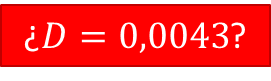 ¿D = 0,0043?